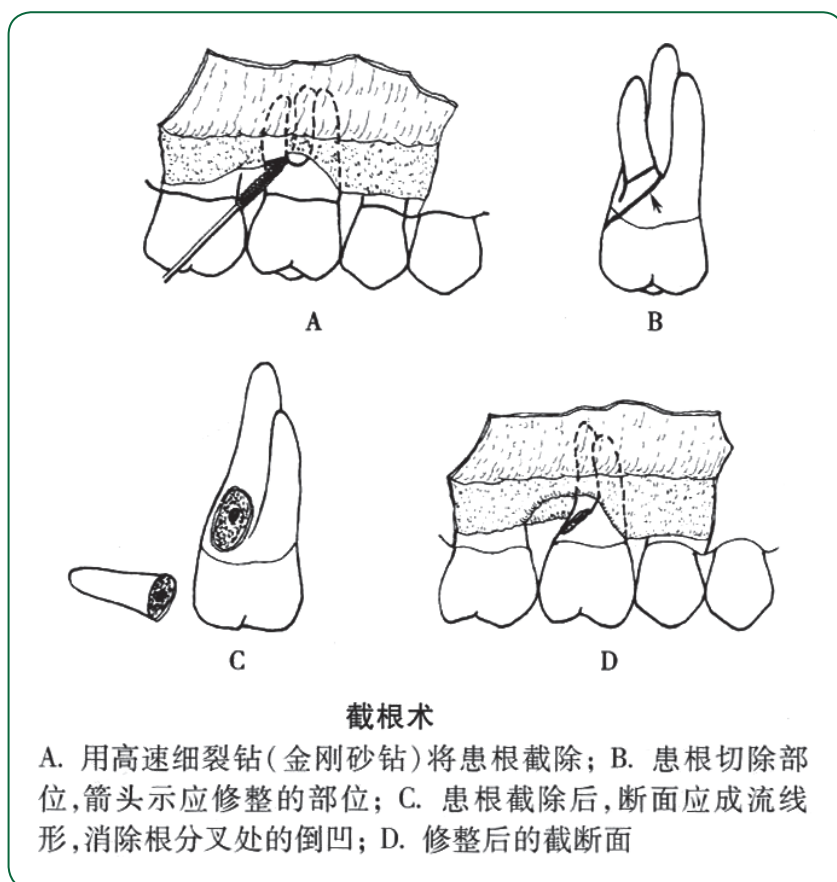 A
B
C
D
截根术
A. 用高速细裂钻(金刚砂钻)将患根截除; B. 患根切除部
位,箭头示应修整的部位; C. 患根截除后,断面应成流线
形,消除根分叉处的倒凹; D. 修整后的截断面